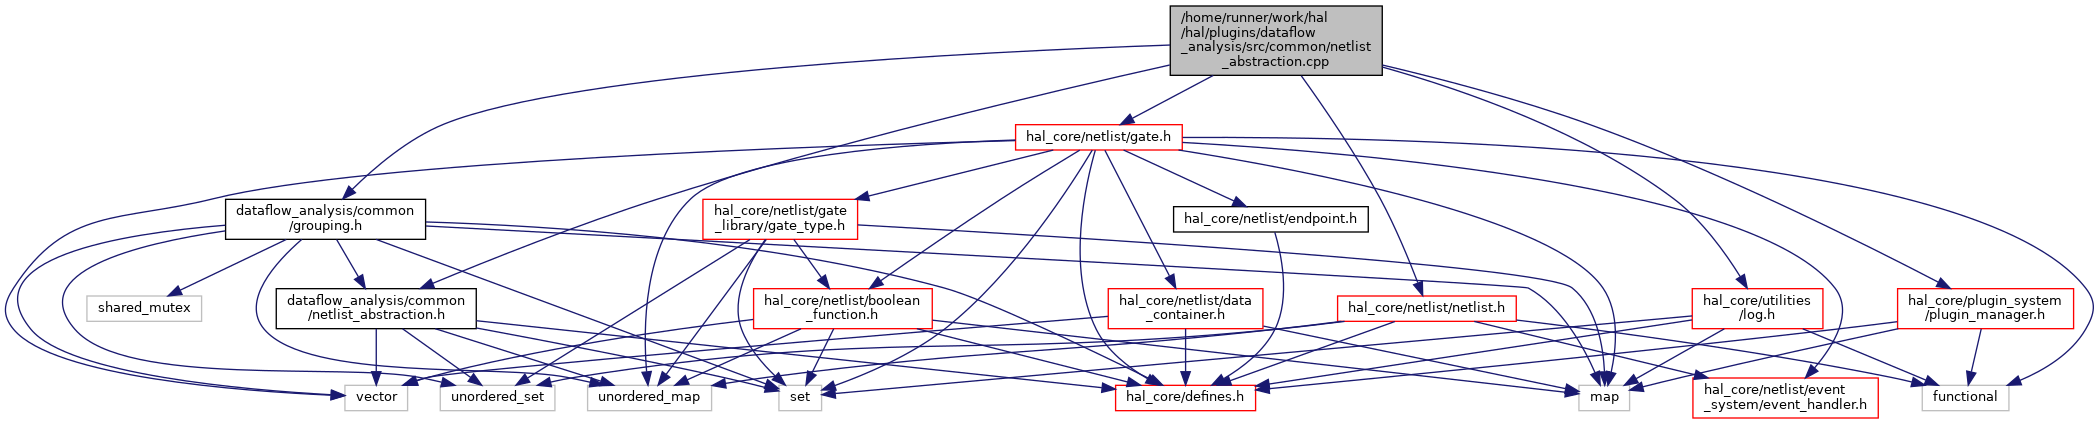 /home/runner/work/hal
/hal/plugins/dataflow
_analysis/src/common/netlist
_abstraction.cpp
hal_core/netlist/gate.h
dataflow_analysis/common
/grouping.h
hal_core/netlist/gate
_library/gate_type.h
hal_core/netlist/endpoint.h
shared_mutex
dataflow_analysis/common
/netlist_abstraction.h
hal_core/netlist/boolean
_function.h
hal_core/netlist/data
_container.h
hal_core/netlist/netlist.h
hal_core/utilities
/log.h
hal_core/plugin_system
/plugin_manager.h
vector
unordered_set
unordered_map
set
hal_core/defines.h
map
hal_core/netlist/event
_system/event_handler.h
functional